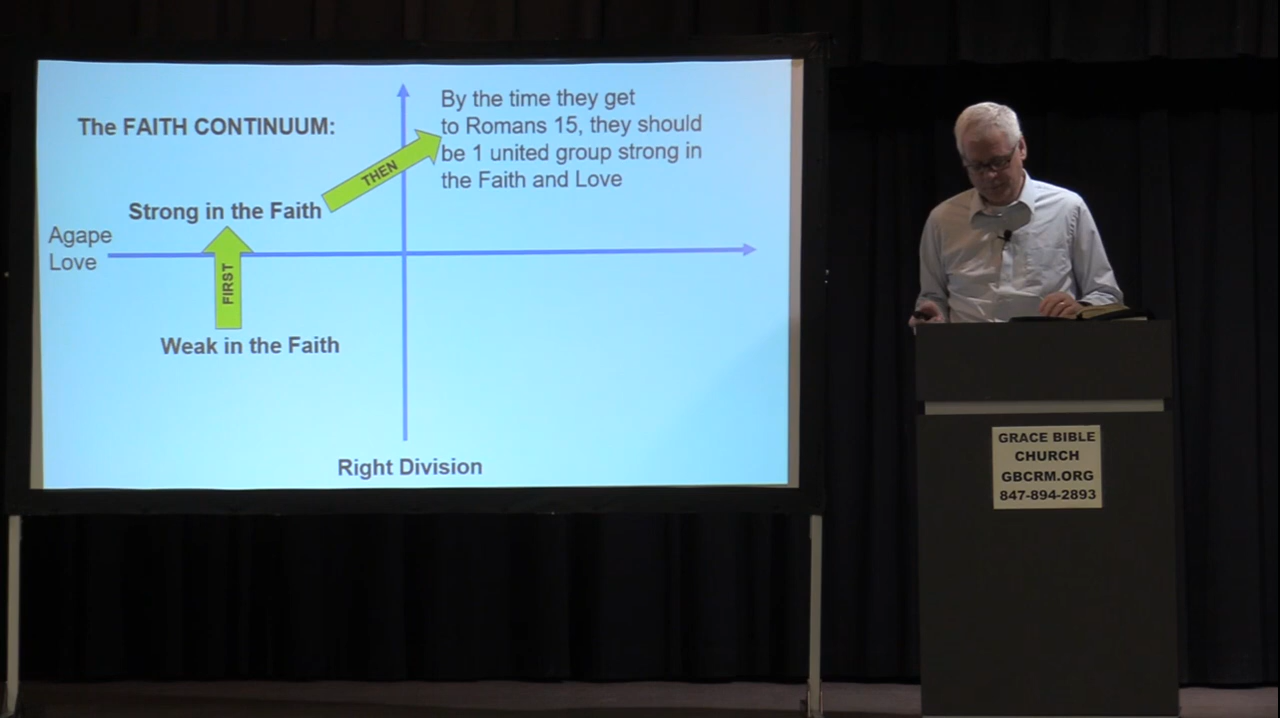 The FAITH CONTINUUM:
By the time they get
to Romans 15, they should
be 1 united group strong in
the Faith and Love
THEN
Strong in the Faith
Agape
Love
FIRST
Weak in the Faith
Right Division
GRACE BIBLE
CHURCH
GBCRM.ORG
847-894-2893